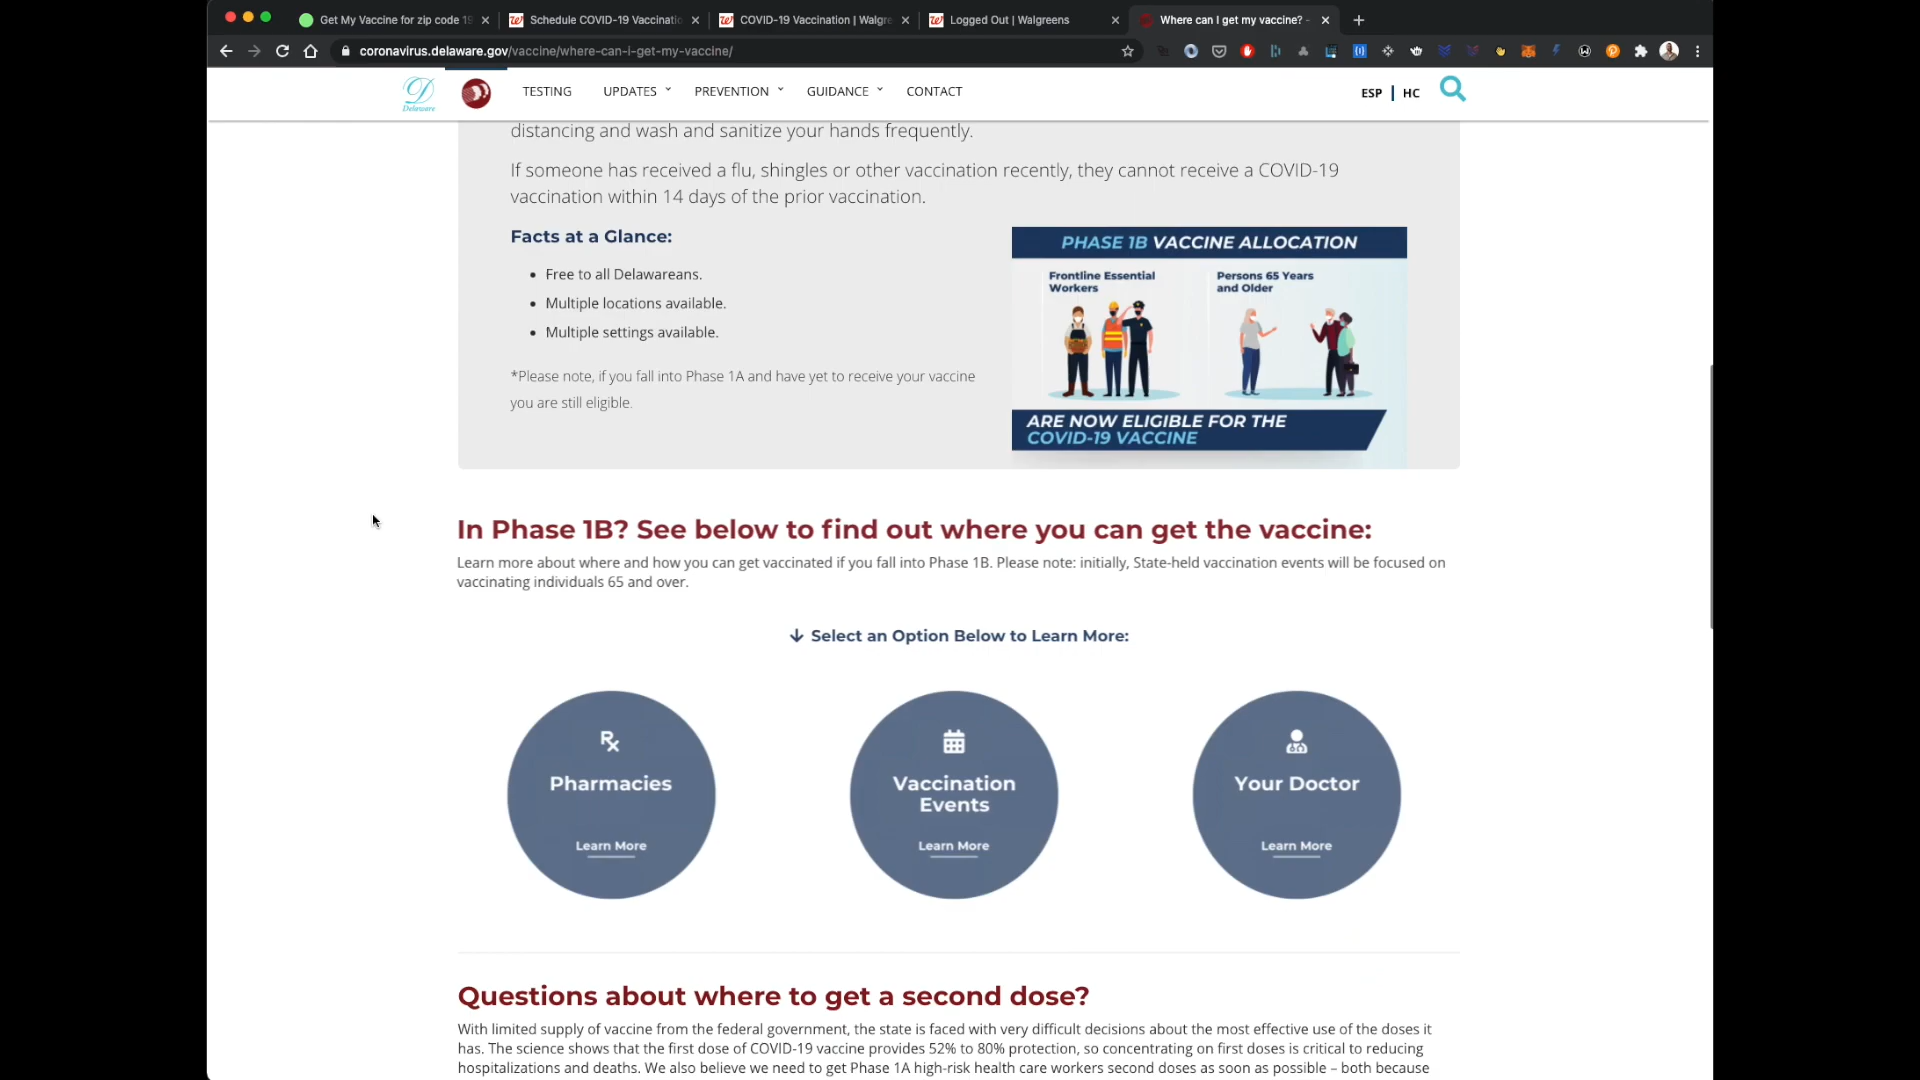 Get My Vaccine for zip code 19
Schedule COVID-19 Vaccinatio
COVID-19 Vaccination | Walgre
Logged Out | Walgreens
Where can I get my vaccine? -
coronavirus.delaware.gov/vaccine/where-can-i-get-my-vaccine/
Delaware
TESTING
UPDATES
PREVENTION
GUIDANCE
CONTACT
ESP | HC
distancing and wash and sanitize your hands frequently.
If someone has received a flu, shingles or other vaccination recently, they cannot receive a COVID-19
vaccination within 14 days of the prior vaccination.
Facts at a Glance:
• Free to all Delawareans.
• Multiple locations available.
• Multiple settings available.
*Please note, if you fall into Phase 1A and have yet to receive your vaccine
you are still eligible.
PHASE 1B VACCINE ALLOCATION
Frontline Essential
Workers
Persons 65 Years
and Older
ARE NOW ELIGIBLE FOR THE
COVID-19 VACCINE
In Phase 1B? See below to find out where you can get the vaccine:
Learn more about where and how you can get vaccinated if you fall into Phase 1B. Please note: initially, State-held vaccination events will be focused on
vaccinating individuals 65 and over.
Select an Option Below to Learn More:
Pharmacies
Learn More
Vaccination
Events
Learn More
Your Doctor
Learn More
Questions about where to get a second dose?
With limited supply of vaccine from the federal government, the state is faced with very difficult decisions about the most effective use of the doses it
has. The science shows that the first dose of COVID-19 vaccine provides 52% to 80% protection, so concentrating on first doses is critical to reducing
hospitalizations and deaths. We also believe we need to get Phase 1A high-risk health care workers second doses as soon as possible – both because